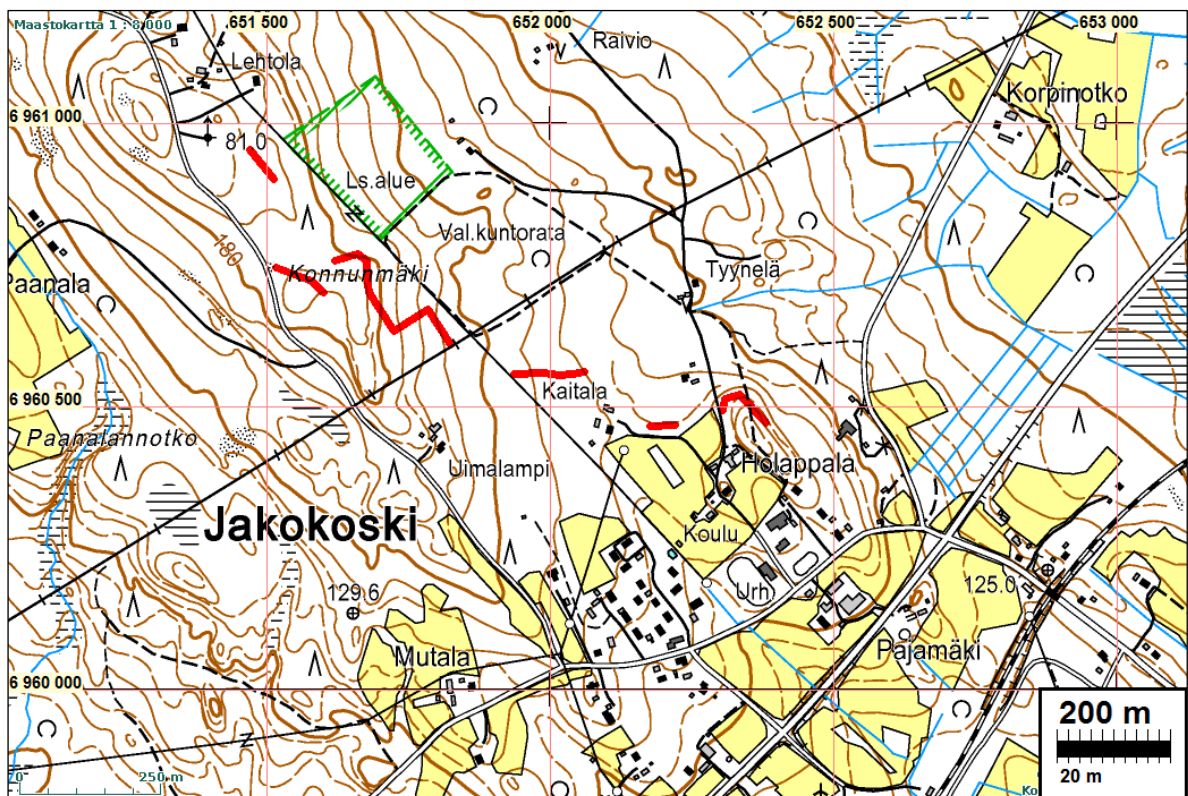 Maastokartta 1 : 8 000
651 500
652 000
652 500
653 000
Raivio
Lehtola
Korpinotko
6 961 000
81.0
Ls.alue
Val.kuntorata
180
Konnunmäki
Tyynelä
Paanala
Kaitala
6 960 500
Paanalannotko
Uimalampi
Holappala
Jakokoski
Koulu
129.6
Urh.
125.0
Mutala
Pajamäki
6 960 000
200 m
20 m
250 m
Ko